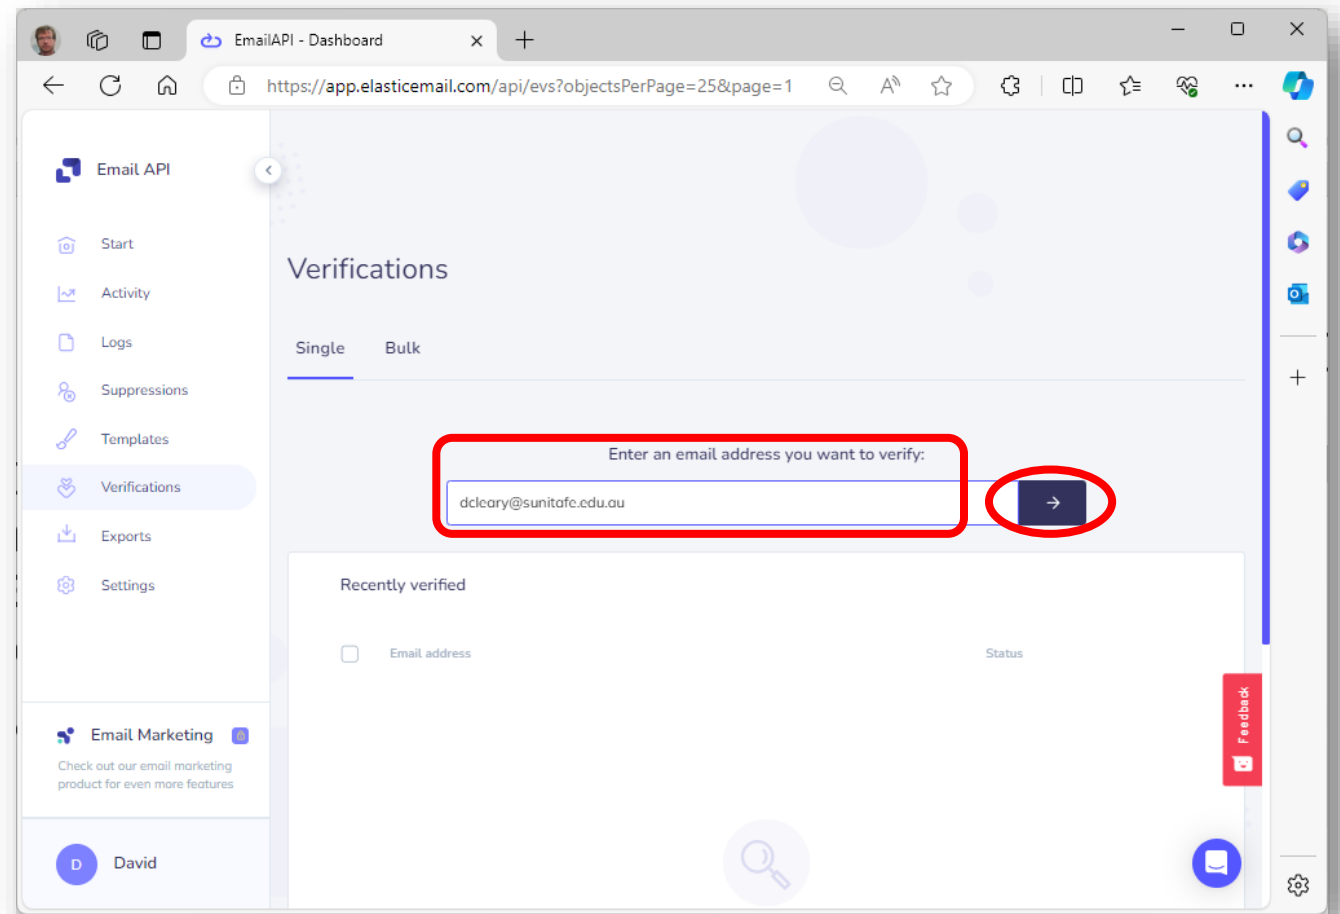 EmailAPI - Dashboard
https://app.elasticemail.com/api/evs?objectsPerPage=25&page=1
Email API
Start
Activity
Logs
Suppressions
Templates
Verifications
Exports
Settings
Email Marketing
Check out our email marketing
product for even more features
D
David
Verifications
Single Bulk
Enter an email address you want to verify:
dcleary@sunitafe.edu.au
Recently verified
Email address Status
Feedback